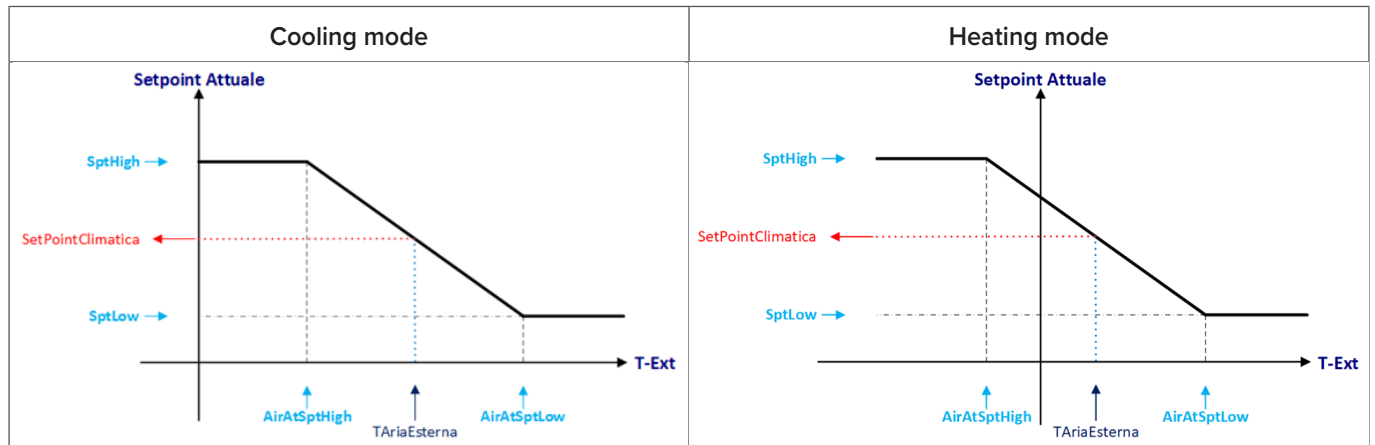 Cooling mode
Heating mode
Setpoint Attuale
SptHigh
SetPointClimatica
SptLow
T-Ext
AirAtSptHigh
AirAtSptLow
TAriaEsterna
Setpoint Attuale
SptHigh
SetPointClimatica
SptLow
T-Ext
AirAtSptHigh
AirAtSptLow
TAriaEsterna